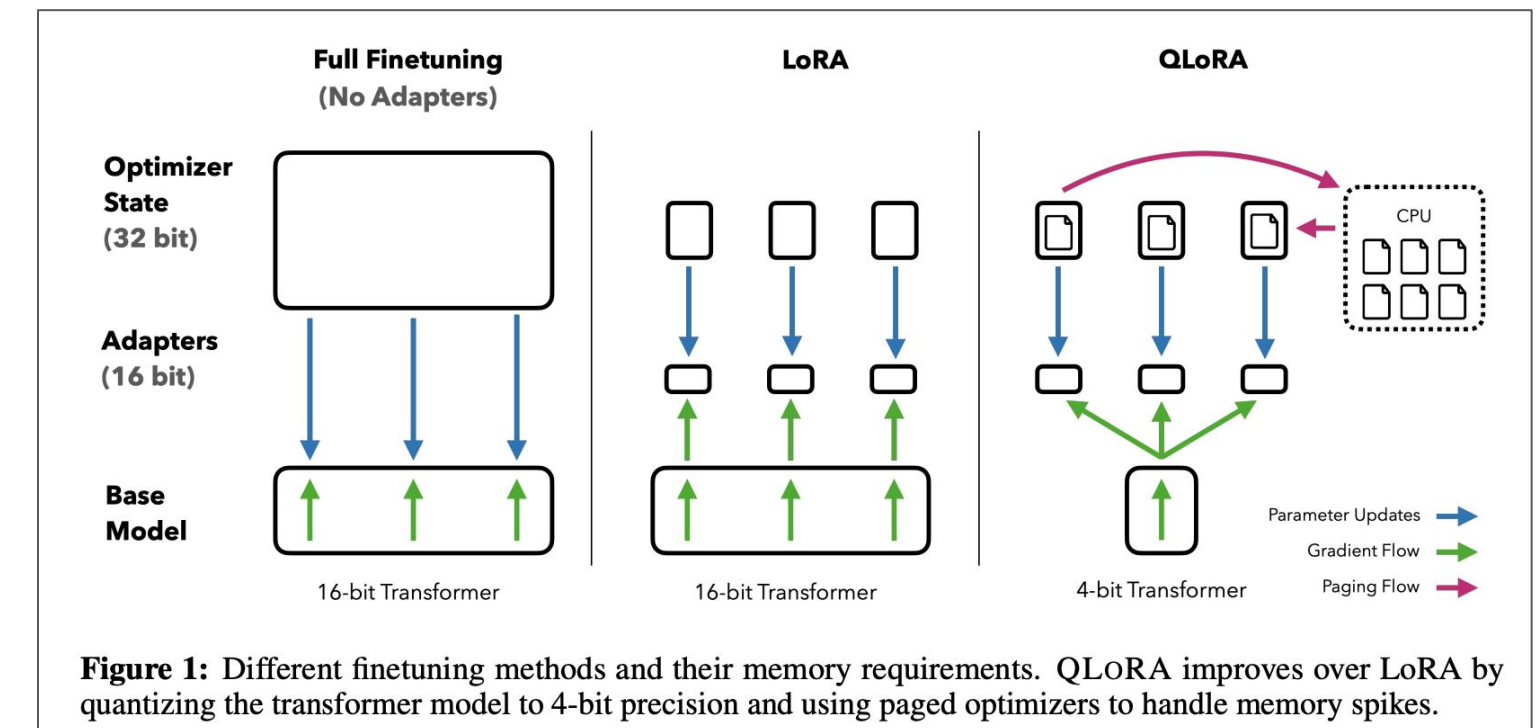 Full Finetuning
(No Adapters)
LoRA
QLoRA
Optimizer
State
(32 bit)
CPU
Adapters
(16 bit)
Base
Model
Parameter Updates
Gradient Flow
Paging Flow
16-bit Transformer
16-bit Transformer
4-bit Transformer
Figure 1: Different finetuning methods and their memory requirements. QLORA improves over LoRA by
quantizing the transformer model to 4-bit precision and using paged optimizers to handle memory spikes.